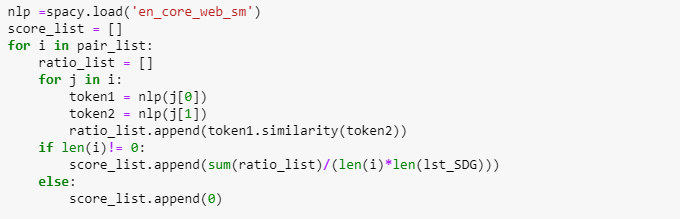 nlp =spacy.load('en_core_web_sm')
score_list = []
for i in pair_list:
    ratio_list = []
    for j in i:
        token1 = nlp(j[0])
        token2 = nlp(j[1])
        ratio_list.append(token1.similarity(token2))
    if len(i)!= 0:
        score_list.append(sum(ratio_list)/(len(i)*len(lst_SDG)))
    else:
        score_list.append(0)